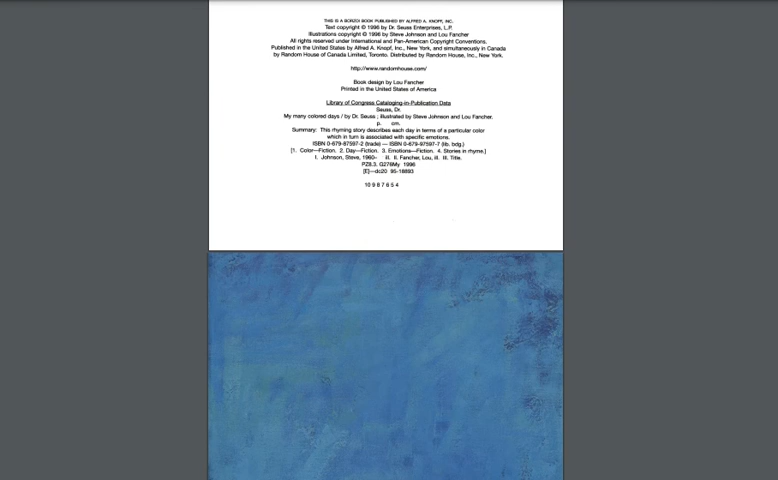 THIS IS A BORZOI BOOK PUBLISHED BY ALFRED A. KNOPF, INC.
Text copyright © 1996 by Dr. Seuss Enterprises, L.P.
Illustrations copyright © 1996 by Steve Johnson and Lou Fancher
All rights reserved under International and Pan-American Copyright Conventions.
Published in the United States by Alfred A. Knopf, Inc., New York, and simultaneously in Canada
by Random House of Canada Limited, Toronto. Distributed by Random House, Inc., New York.
http://www.randomhouse.com/
Book design by Lou Fancher
Printed in the United States of America
Library of Congress Cataloging-in-Publication Data
Seuss, Dr.
My many colored days / by Dr. Seuss ; illustrated by Steve Johnson and Lou Fancher.
p. cm.
Summary: This rhyming story describes each day in terms of a particular color
which in turn is associated with specific emotions.
ISBN 0-679-87597-2 (trade) — ISBN 0-679-97597-7 (lib. bdg.)
[1. Color—Fiction. 2. Day—Fiction. 3. Emotions—Fiction. 4. Stories in rhyme.]
I. Johnson, Steve, 1960- ill. II. Fancher, Lou, ill. III. Title.
PZ8.3. G276My 1996
[E]—dc20 95-18893
10 9 8 7 6 5 4